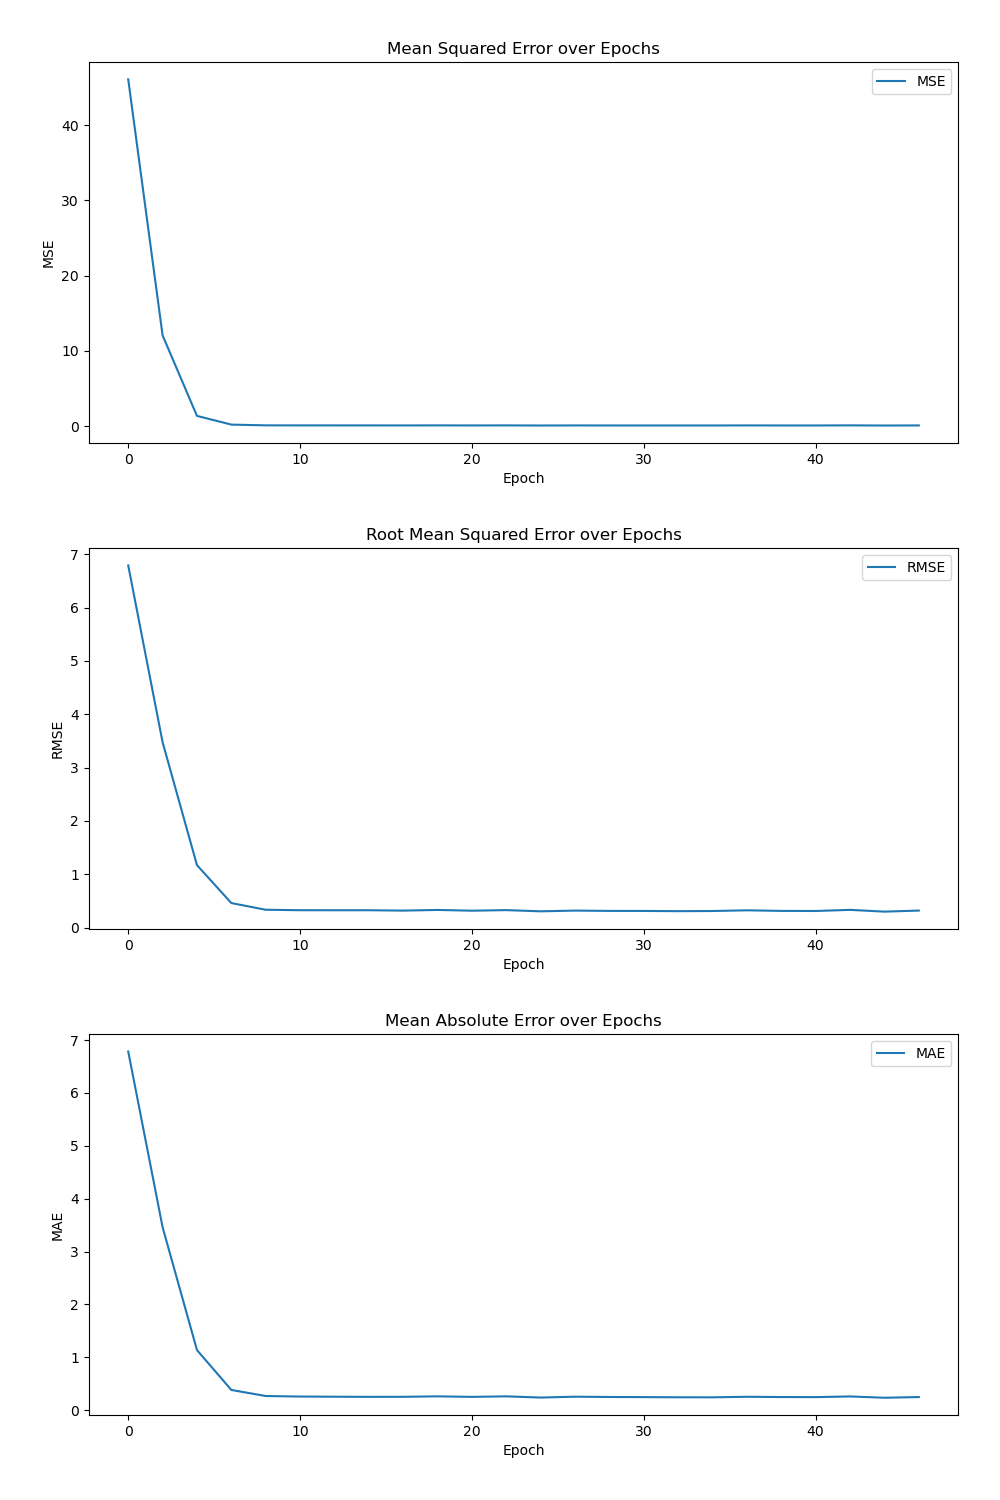 Mean Squared Error over Epochs
MSE
40
30
20
10
0
MSE
0 10 20 30 40
Epoch
Root Mean Squared Error over Epochs
RMSE
7
6
5
4
3
2
1
0
RMSE
0 10 20 30 40
Epoch
Mean Absolute Error over Epochs
MAE
7
6
5
4
3
2
1
0
MAE
0 10 20 30 40
Epoch